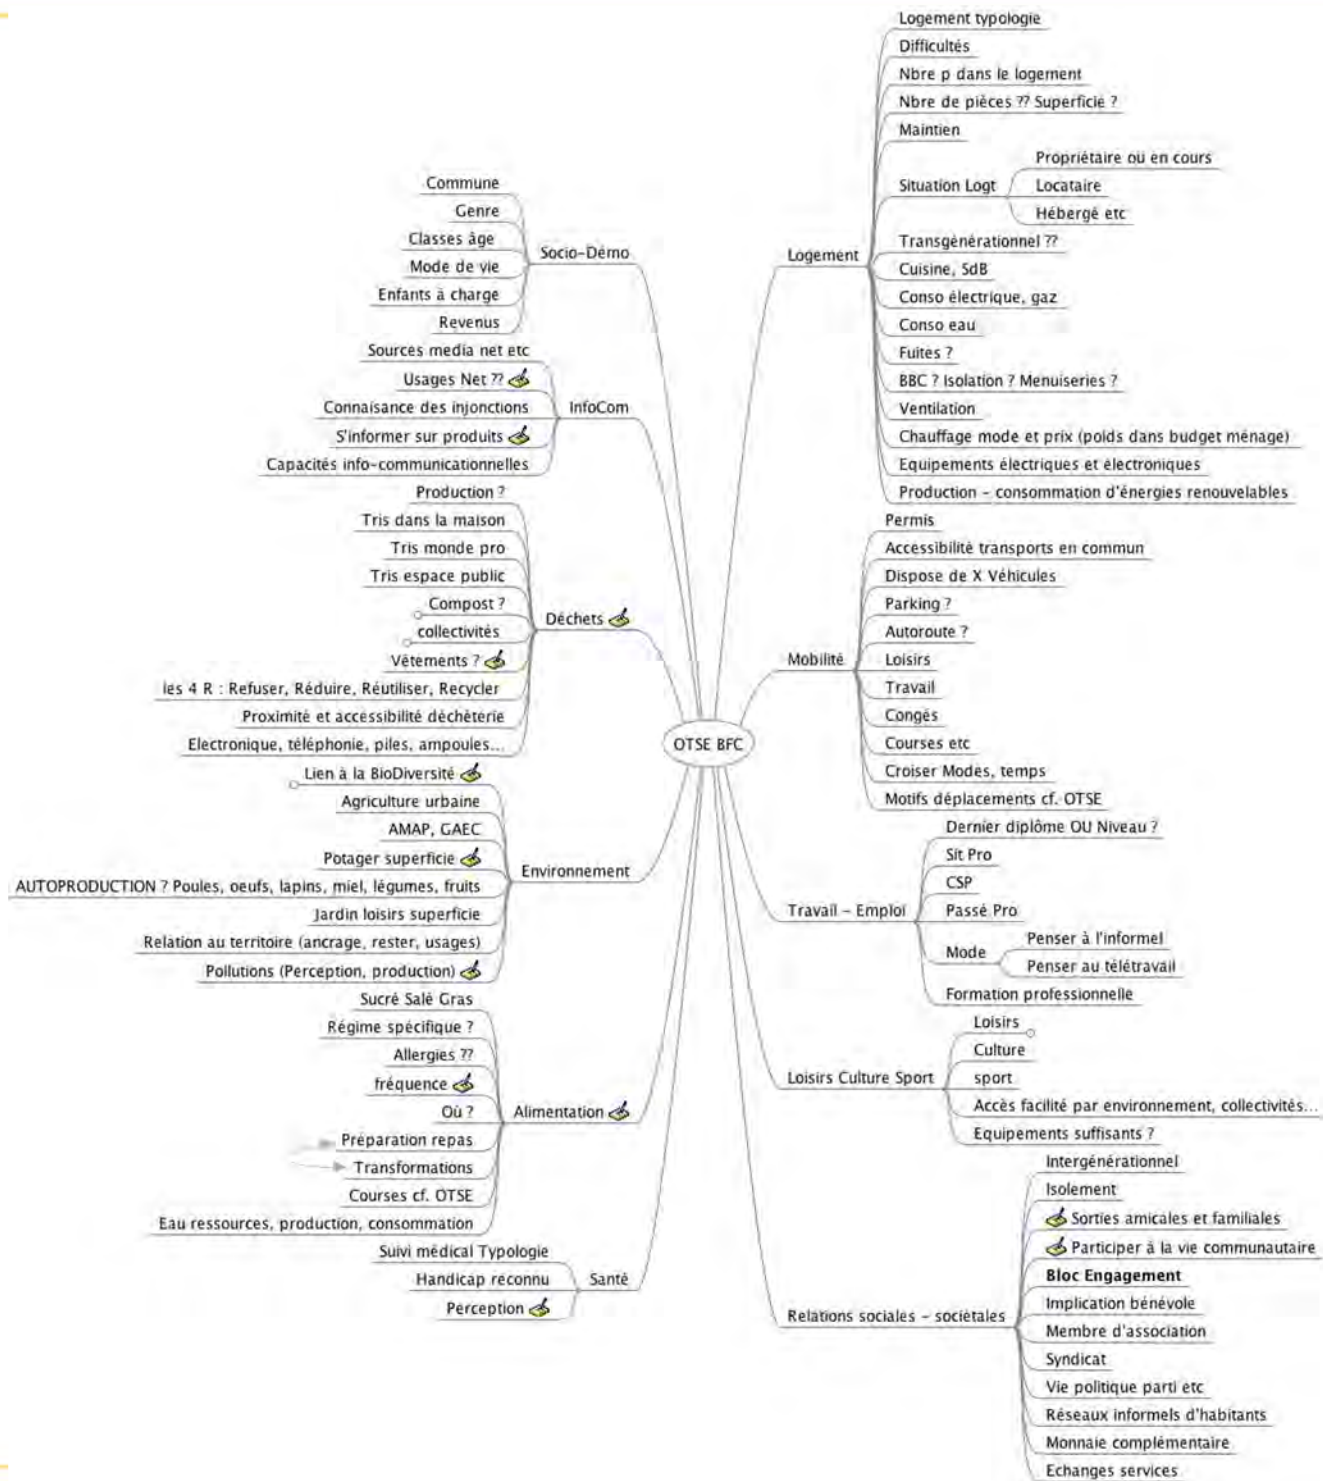 OTSE BFC
Socio-Démo
Commune
Genre
Classes âge
Mode de vie
Enfants à charge
Revenus
InfoCom
Sources media net etc
Usages Net ??
Connaisance des injonctions
S'informer sur produits
Capacités info-communicationnelles
Déchets
Production ?
Tris dans la maison
Tris monde pro
Tris espace public
Compost ?
collectivités
Vêtements ?
les 4 R : Refuser, Réduire, Réutiliser, Recycler
Proximité et accessibilité déchèterie
Electronique, téléphonie, piles, ampoules...
Environnement
Lien à la BioDiversité
Agriculture urbaine
AMAP, GAEC
Potager superficie
AUTOPRODUCTION ? Poules, oeufs, lapins, miel, légumes, fruits
Jardin loisirs superficie
Relation au territoire (ancrage, rester, usages)
Pollutions (Perception, production)
Alimentation
Sucré Salé Gras
Régime spécifique ?
Allergies ??
fréquence
Où ?
Préparation repas
Transformations
Courses cf. OTSE
Eau ressources, production, consommation
Santé
Suivi médical Typologie
Handicap reconnu
Perception
Logement
Logement typologie
Difficultés
Nbre p dans le logement
Nbre de pièces ?? Superficie ?
Maintien
Situation Logt
Propriétaire ou en cours
Locataire
Hébergé etc
Transgénérationnel ??
Cuisine, SdB
Conso électrique, gaz
Conso eau
Fuites ?
BBC ? Isolation ? Menuiseries ?
Ventilation
Chauffage mode et prix (poids dans budget ménage)
Equipements électriques et électroniques
Production - consommation d'énergies renouvelables
Mobilité
Permis
Accessibilité transports en commun
Dispose de X Véhicules
Parking ?
Autoroute ?
Loisirs
Travail
Congés
Courses etc
Croiser Modes, temps
Motifs déplacements cf. OTSE
Travail - Emploi
Dernier diplôme OU Niveau ?
Sit Pro
CSP
Passé Pro
Mode
Penser à l'informel
Penser au télétravail
Formation professionnelle
Loisirs Culture Sport
Loisirs
Culture
sport
Accès facilité par environnement, collectivités...
Equipements suffisants ?
Relations sociales - sociétales
Intergénérationnel
Isolement
Sorties amicales et familiales
Participer à la vie communautaire
Bloc Engagement
Implication bénévole
Membre d'association
Syndicat
Vie politique parti etc
Réseaux informels d'habitants
Monnaie complémentaire
Echanges services